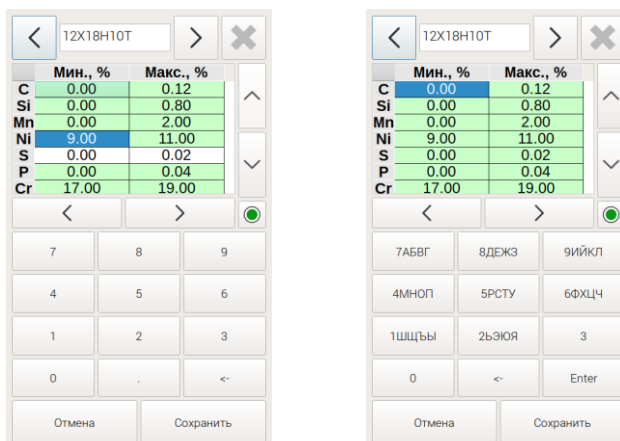 12Х18Н10Т
Мин., % Макс., %
C 0.00 0.12
Si 0.00 0.80
Mn 0.00 2.00
Ni 9.00 11.00
S 0.00 0.02
P 0.00 0.04
Cr 17.00 19.00
7 8 9
4 5 6
1 2 3
0 . <-
Отмена Сохранить
12Х18Н10Т
Мин., % Макс., %
C 0.00 0.12
Si 0.00 0.80
Mn 0.00 2.00
Ni 9.00 11.00
S 0.00 0.02
P 0.00 0.04
Cr 17.00 19.00
7АБВГ 8ДЕЖЗ 9ИЙКЛ
4МНОП 5РСТУ 6ФХЦЧ
1ШЩЪЫ 2ЬЭЮЯ 3
0 <- Enter
Отмена Сохранить